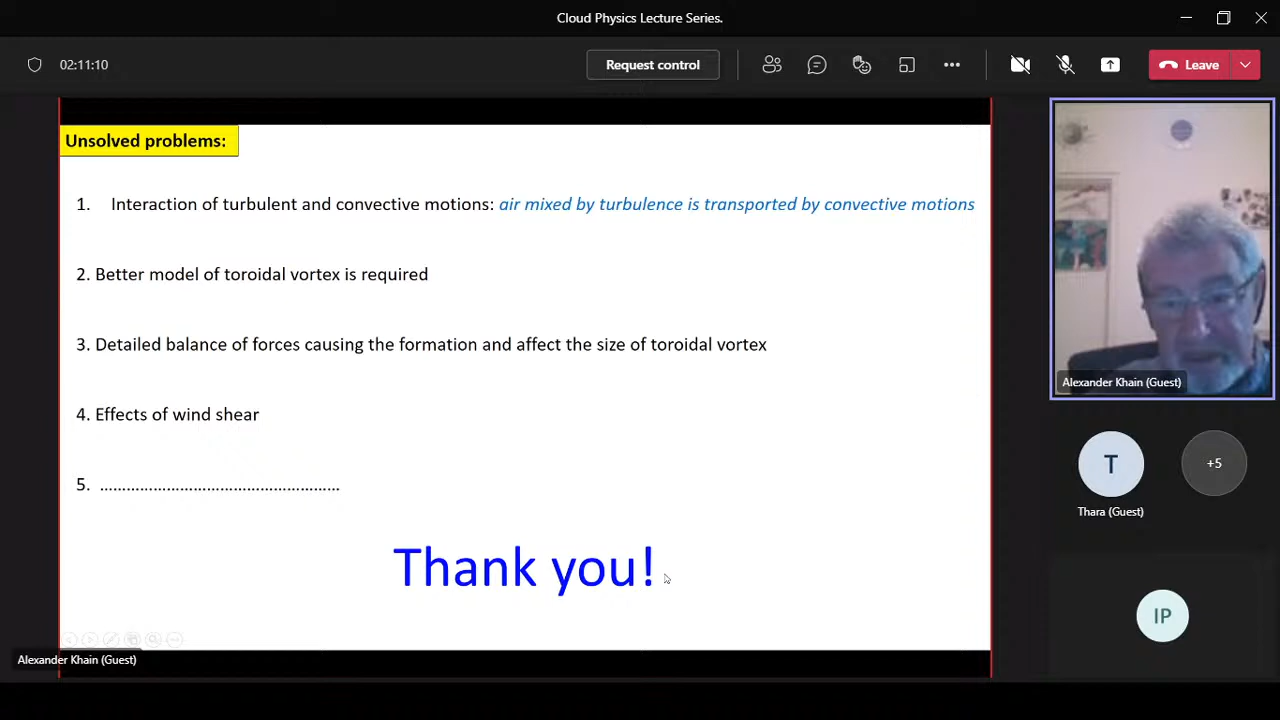 Cloud Physics Lecture Series.
02:11:10
Request control
Leave
Unsolved problems:
1. Interaction of turbulent and convective motions: air mixed by turbulence is transported by convective motions
2. Better model of toroidal vortex is required
3. Detailed balance of forces causing the formation and affect the size of toroidal vortex
4. Effects of wind shear
5. ................................................
Thank you!
Alexander Khain (Guest)
Alexander Khain (Guest)
T
+5
Thara (Guest)
IP